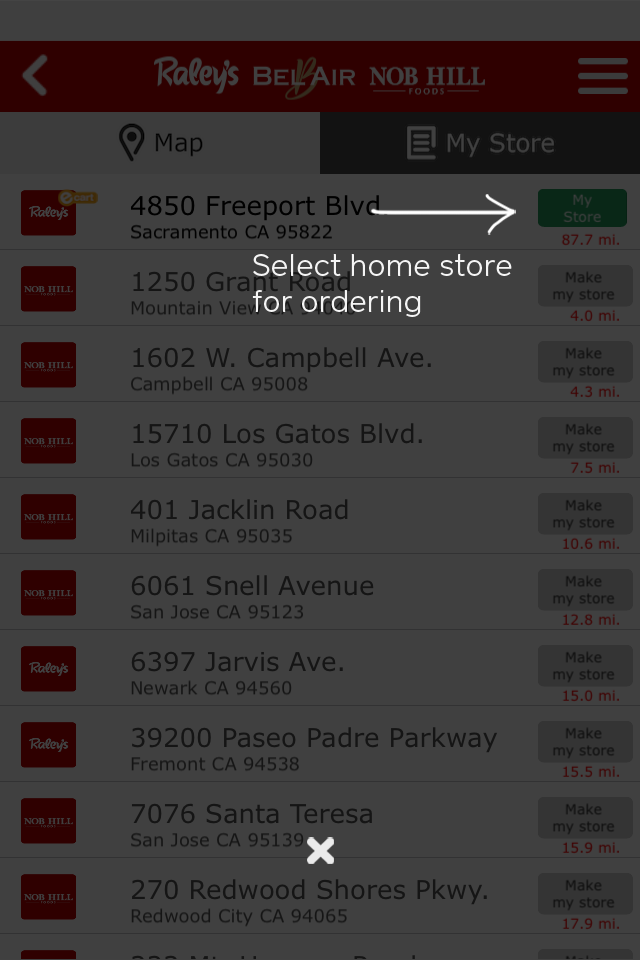 Raley's BEL AIR NOB HILL
FOODS
Map
My Store
ecart
Raley's
4850 Freeport Blvd
Sacramento CA 95822
My
Store
87.7 mi.
Select home store
for ordering
NOB HILL
1250 Grant Road
Mountain View CA
Make
my store
4.0 mi.
NOB HILL
1602 W. Campbell Ave.
Campbell CA 95008
Make
my store
4.3 mi.
NOB HILL
15710 Los Gatos Blvd.
Los Gatos CA 95030
Make
my store
7.5 mi.
NOB HILL
401 Jacklin Road
Milpitas CA 95035
Make
my store
10.6 mi.
NOB HILL
6061 Snell Avenue
San Jose CA 95123
Make
my store
12.8 mi.
Raley's
6397 Jarvis Ave.
Newark CA 94560
Make
my store
15.0 mi.
Raley's
39200 Paseo Padre Parkway
Fremont CA 94538
Make
my store
15.5 mi.
NOB HILL
7076 Santa Teresa
San Jose CA 95139
Make
my store
15.9 mi.
NOB HILL
270 Redwood Shores Pkwy.
Redwood City CA 94065
Make
my store
17.9 mi.